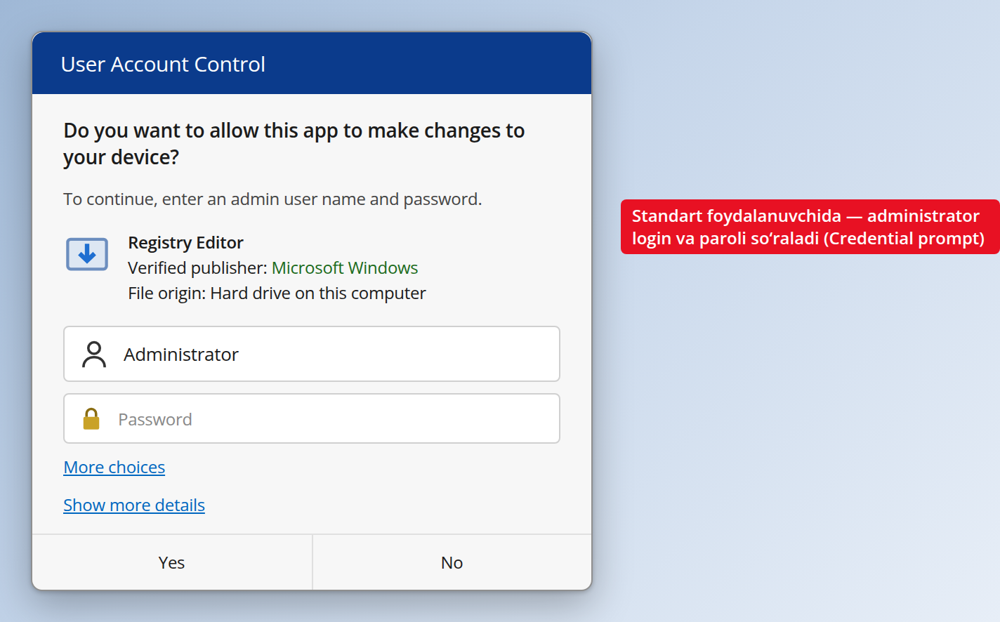 User Account Control
Do you want to allow this app to make changes to
your device?
To continue, enter an admin user name and password.
Registry Editor
Verified publisher: Microsoft Windows
File origin: Hard drive on this computer
Administrator
Password
More choices
Show more details
Yes
No
Standart foydalanuvchida — administrator
login va paroli so‘raladi (Credential prompt)